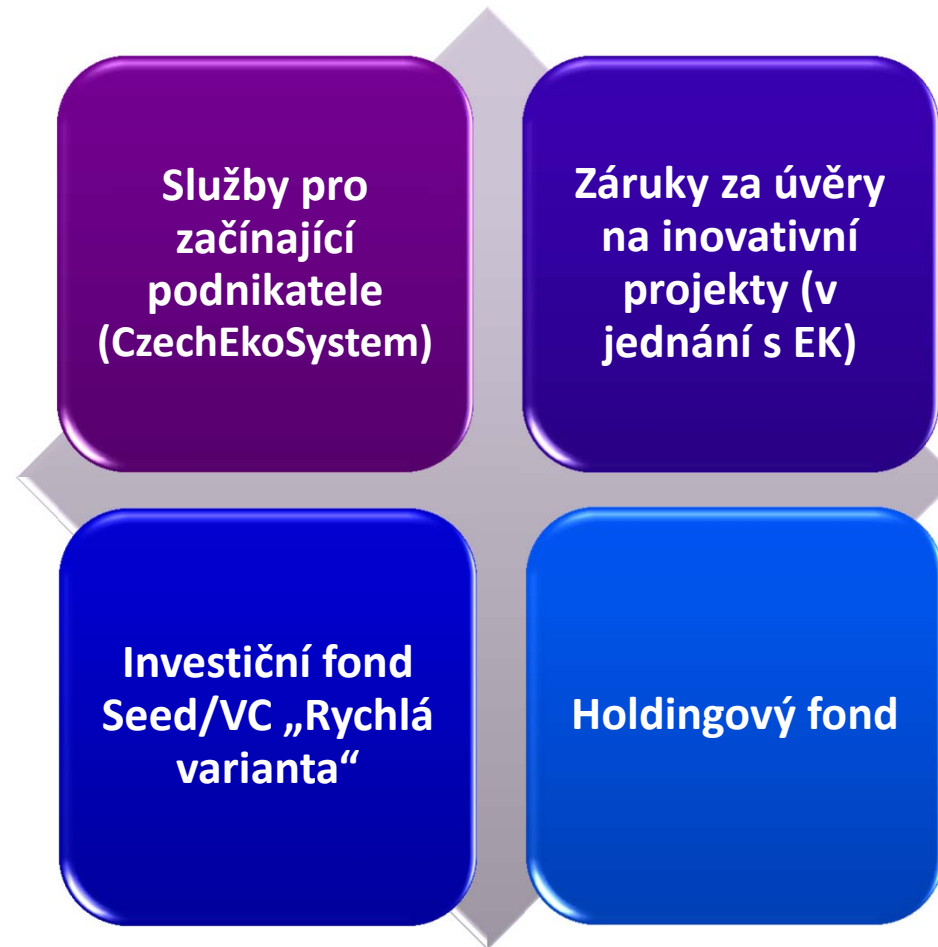 Služby pro
začínající
podnikatele
(CzechEkoSystem)
Záruky za úvěry
na inovativní
projekty (v
jednání s EK)
Investiční fond
Seed/VC „Rychlá
varianta“
Holdingový fond